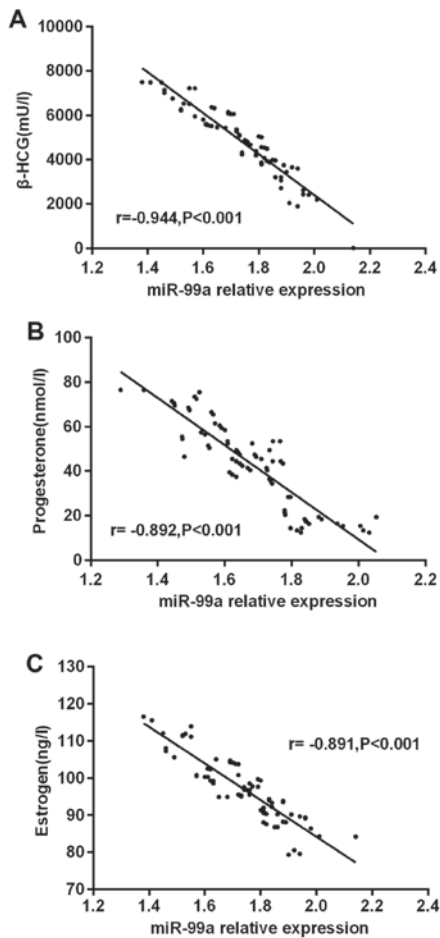 A
10000
8000
6000
4000
2000
0
β-HCG(mU/l)
r=-0.944,P<0.001
1.2 1.4 1.6 1.8 2.0 2.2 2.4
miR-99a relative expression
B
100
80
60
40
20
0
Progesterone(nmol/l)
r= -0.892,P<0.001
1.2 1.4 1.6 1.8 2.0 2.2
miR-99a relative expression
C
130
120
110
100
90
80
70
Estrogen(ng/l)
r= -0.891,P<0.001
1.2 1.4 1.6 1.8 2.0 2.2 2.4
miR-99a relative expression